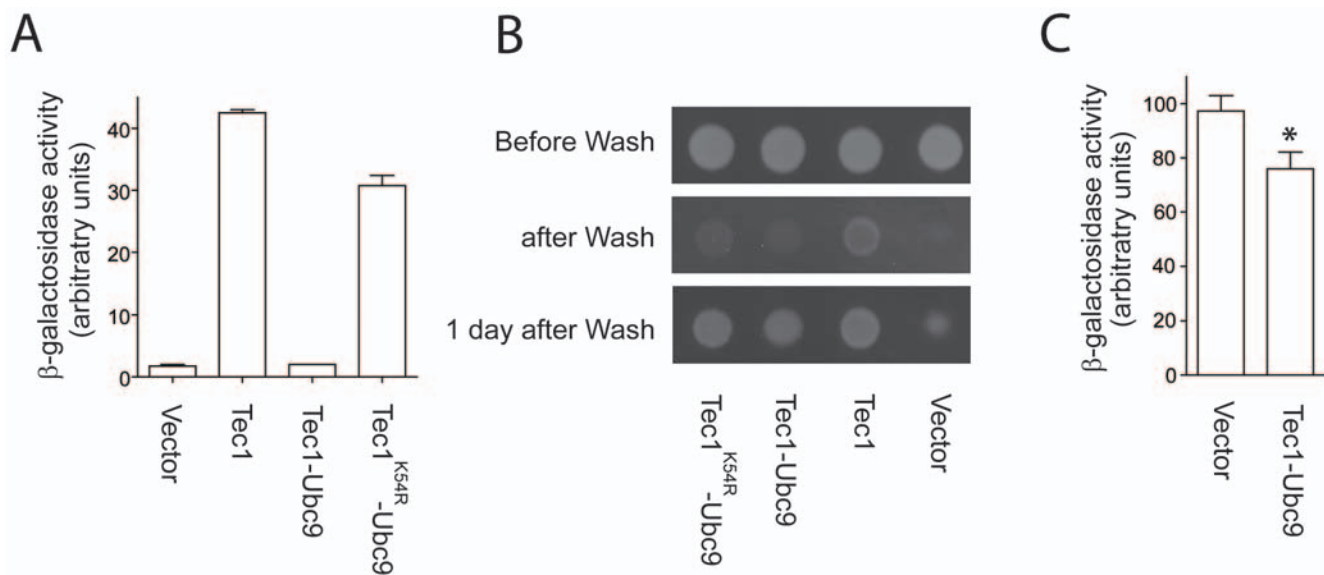 A
β-galactosidase activity
(arbitratry units)
40
30
20
10
0
Vector
Tec1
Tec1-Ubc9
Tec1K54R-Ubc9
B
Before Wash
after Wash
1 day after Wash
Tec1K54R-Ubc9
Tec1-Ubc9
Tec1
Vector
C
β-galactosidase activity
(arbitratry units)
100
80
60
40
20
0
*
Vector
Tec1-Ubc9